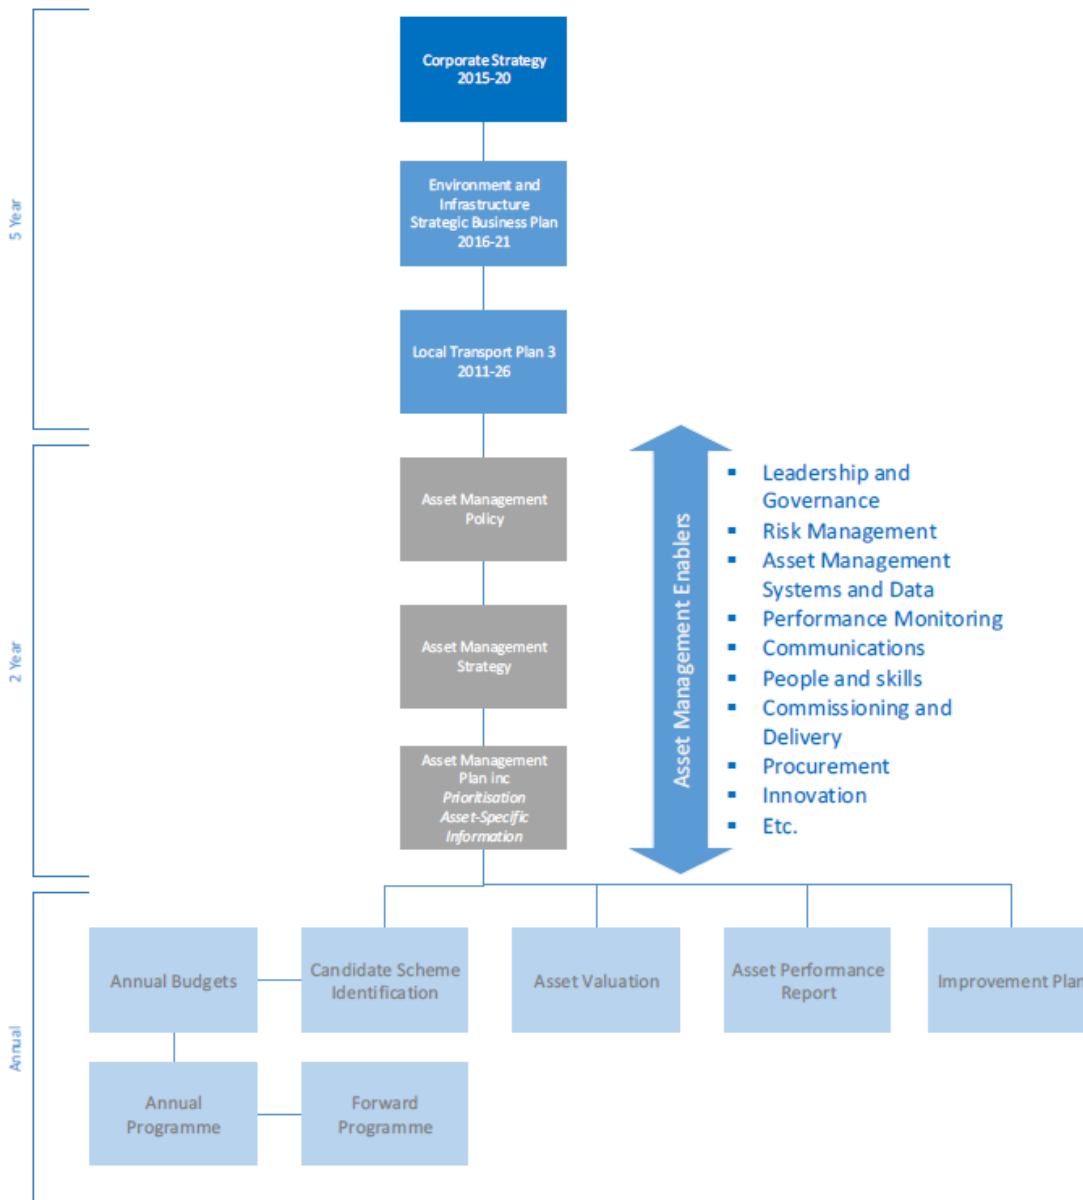 Corporate Strategy
2015-20
5 Year
Environment and
Infrastructure
Strategic Business Plan
2016-21
Local Transport Plan 3
2011-26
2 Year
Asset Management
Policy
Asset Management
Strategy
Asset Management
Plan inc
Prioritisation
Asset-Specific
Information
Asset Management Enablers
▪ Leadership and
Governance
▪ Risk Management
▪ Asset Management
Systems and Data
▪ Performance Monitoring
▪ Communications
▪ People and skills
▪ Commissioning and
Delivery
▪ Procurement
▪ Innovation
▪ Etc.
Annual
Annual Budgets
Candidate Scheme
Identification
Asset Valuation
Asset Performance
Report
Improvement Plan
Annual
Programme
Forward
Programme